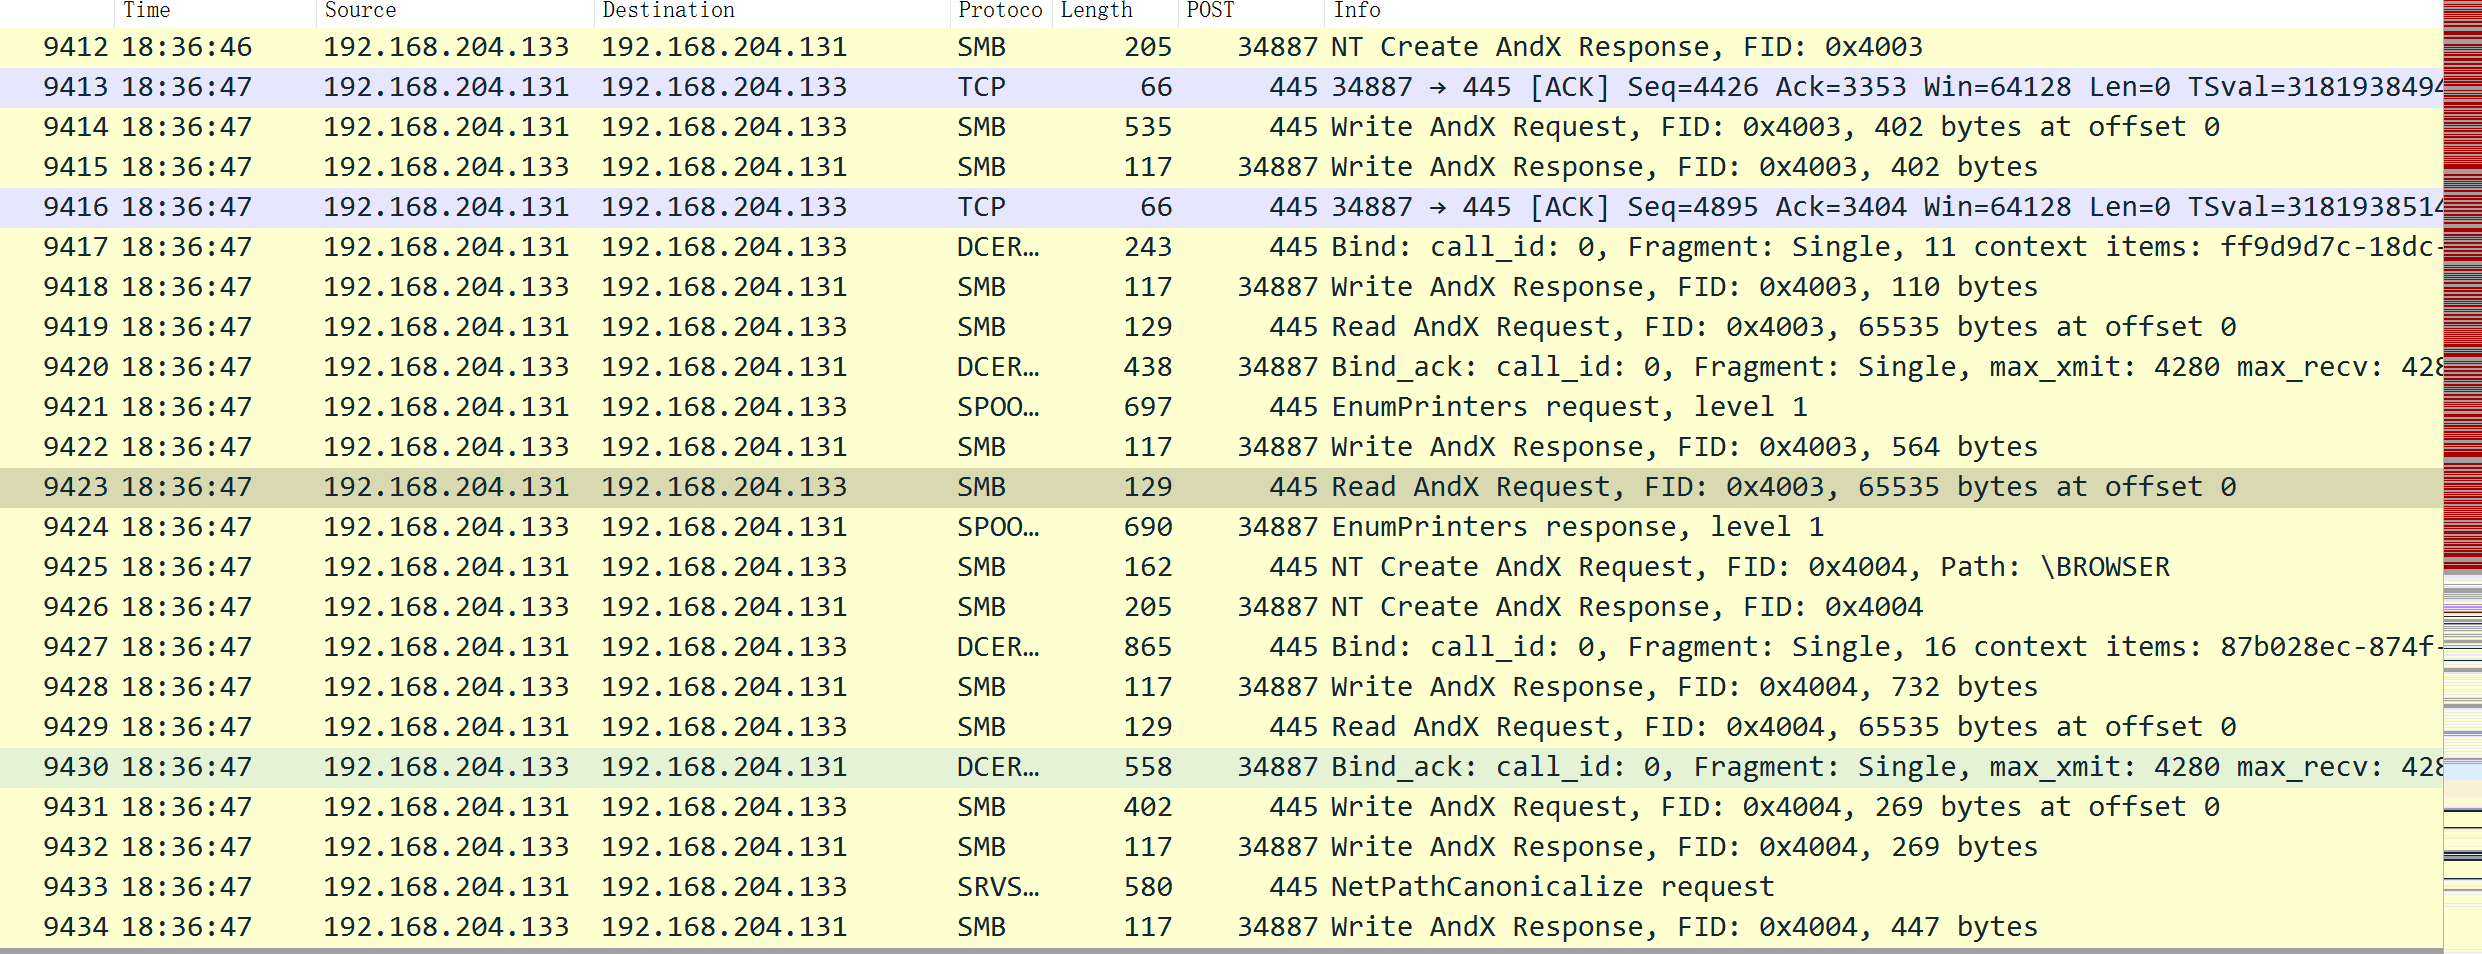 Time Source Destination Protoco Length POST Info
9412 18:36:46 192.168.204.133 192.168.204.131 SMB 205 34887 NT Create AndX Response, FID: 0x4003
9413 18:36:47 192.168.204.131 192.168.204.133 TCP 66 445 34887 → 445 [ACK] Seq=4426 Ack=3353 Win=64128 Len=0 TSval=3181938494
9414 18:36:47 192.168.204.131 192.168.204.133 SMB 535 445 Write AndX Request, FID: 0x4003, 402 bytes at offset 0
9415 18:36:47 192.168.204.133 192.168.204.131 SMB 117 34887 Write AndX Response, FID: 0x4003, 402 bytes
9416 18:36:47 192.168.204.131 192.168.204.133 TCP 66 445 34887 → 445 [ACK] Seq=4895 Ack=3404 Win=64128 Len=0 TSval=3181938514
9417 18:36:47 192.168.204.131 192.168.204.133 DCER… 243 445 Bind: call_id: 0, Fragment: Single, 11 context items: ff9d9d7c-18dc-
9418 18:36:47 192.168.204.133 192.168.204.131 SMB 117 34887 Write AndX Response, FID: 0x4003, 110 bytes
9419 18:36:47 192.168.204.131 192.168.204.133 SMB 129 445 Read AndX Request, FID: 0x4003, 65535 bytes at offset 0
9420 18:36:47 192.168.204.133 192.168.204.131 DCER… 438 34887 Bind_ack: call_id: 0, Fragment: Single, max_xmit: 4280 max_recv: 428
9421 18:36:47 192.168.204.131 192.168.204.133 SPOO… 697 445 EnumPrinters request, level 1
9422 18:36:47 192.168.204.133 192.168.204.131 SMB 117 34887 Write AndX Response, FID: 0x4003, 564 bytes
9423 18:36:47 192.168.204.131 192.168.204.133 SMB 129 445 Read AndX Request, FID: 0x4003, 65535 bytes at offset 0
9424 18:36:47 192.168.204.133 192.168.204.131 SPOO… 690 34887 EnumPrinters response, level 1
9425 18:36:47 192.168.204.131 192.168.204.133 SMB 162 445 NT Create AndX Request, FID: 0x4004, Path: \BROWSER
9426 18:36:47 192.168.204.133 192.168.204.131 SMB 205 34887 NT Create AndX Response, FID: 0x4004
9427 18:36:47 192.168.204.131 192.168.204.133 DCER… 865 445 Bind: call_id: 0, Fragment: Single, 16 context items: 87b028ec-874f-
9428 18:36:47 192.168.204.133 192.168.204.131 SMB 117 34887 Write AndX Response, FID: 0x4004, 732 bytes
9429 18:36:47 192.168.204.131 192.168.204.133 SMB 129 445 Read AndX Request, FID: 0x4004, 65535 bytes at offset 0
9430 18:36:47 192.168.204.133 192.168.204.131 DCER… 558 34887 Bind_ack: call_id: 0, Fragment: Single, max_xmit: 4280 max_recv: 428
9431 18:36:47 192.168.204.131 192.168.204.133 SMB 402 445 Write AndX Request, FID: 0x4004, 269 bytes at offset 0
9432 18:36:47 192.168.204.133 192.168.204.131 SMB 117 34887 Write AndX Response, FID: 0x4004, 269 bytes
9433 18:36:47 192.168.204.131 192.168.204.133 SRVS… 580 445 NetPathCanonicalize request
9434 18:36:47 192.168.204.133 192.168.204.131 SMB 117 34887 Write AndX Response, FID: 0x4004, 447 bytes